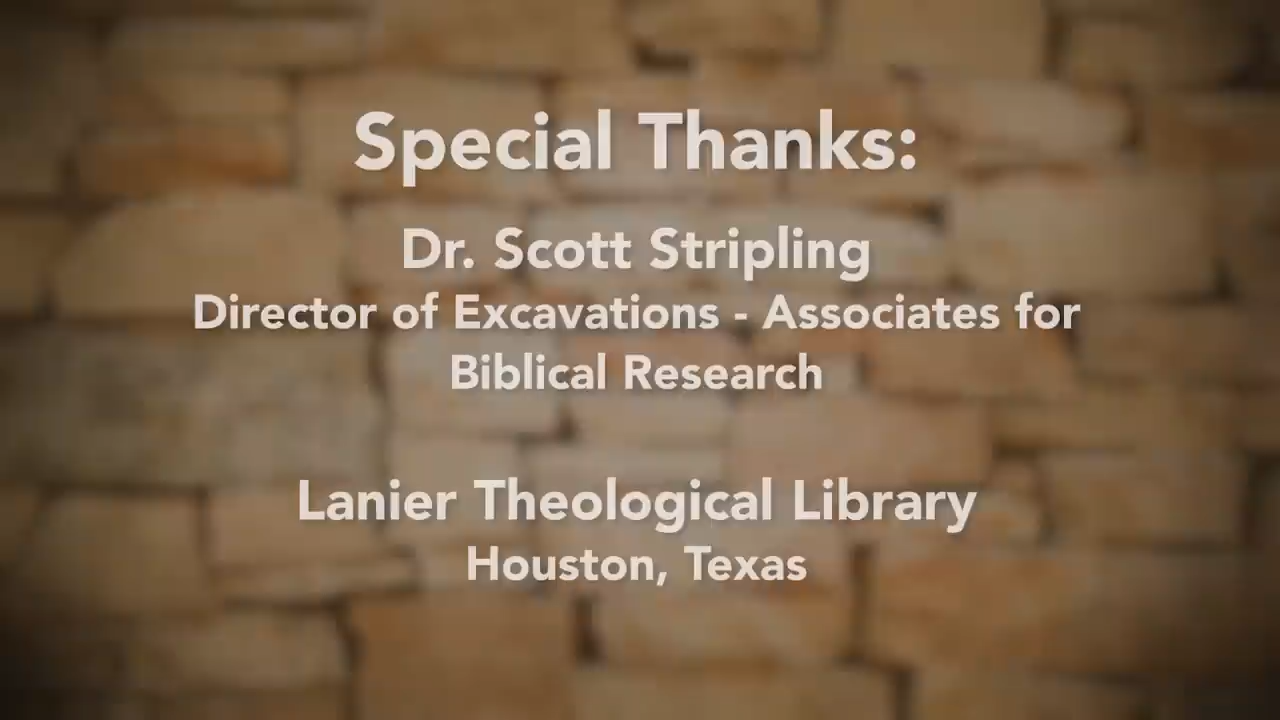 Special Thanks:
Dr. Scott Stripling
Director of Excavations - Associates for
Biblical Research
Lanier Theological Library
Houston, Texas